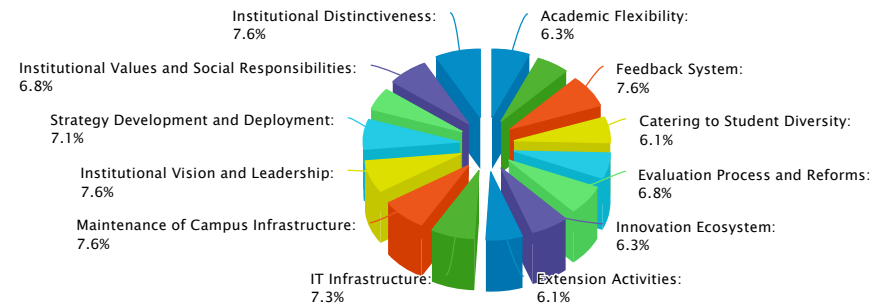 Institutional Distinctiveness:
7.6%
Academic Flexibility:
6.3%
Institutional Values and Social Responsibilities:
6.8%
Feedback System:
7.6%
Strategy Development and Deployment:
7.1%
Catering to Student Diversity:
6.1%
Institutional Vision and Leadership:
7.6%
Evaluation Process and Reforms:
6.8%
Maintenance of Campus Infrastructure:
7.6%
Innovation Ecosystem:
6.3%
IT Infrastructure:
7.3%
Extension Activities:
6.1%